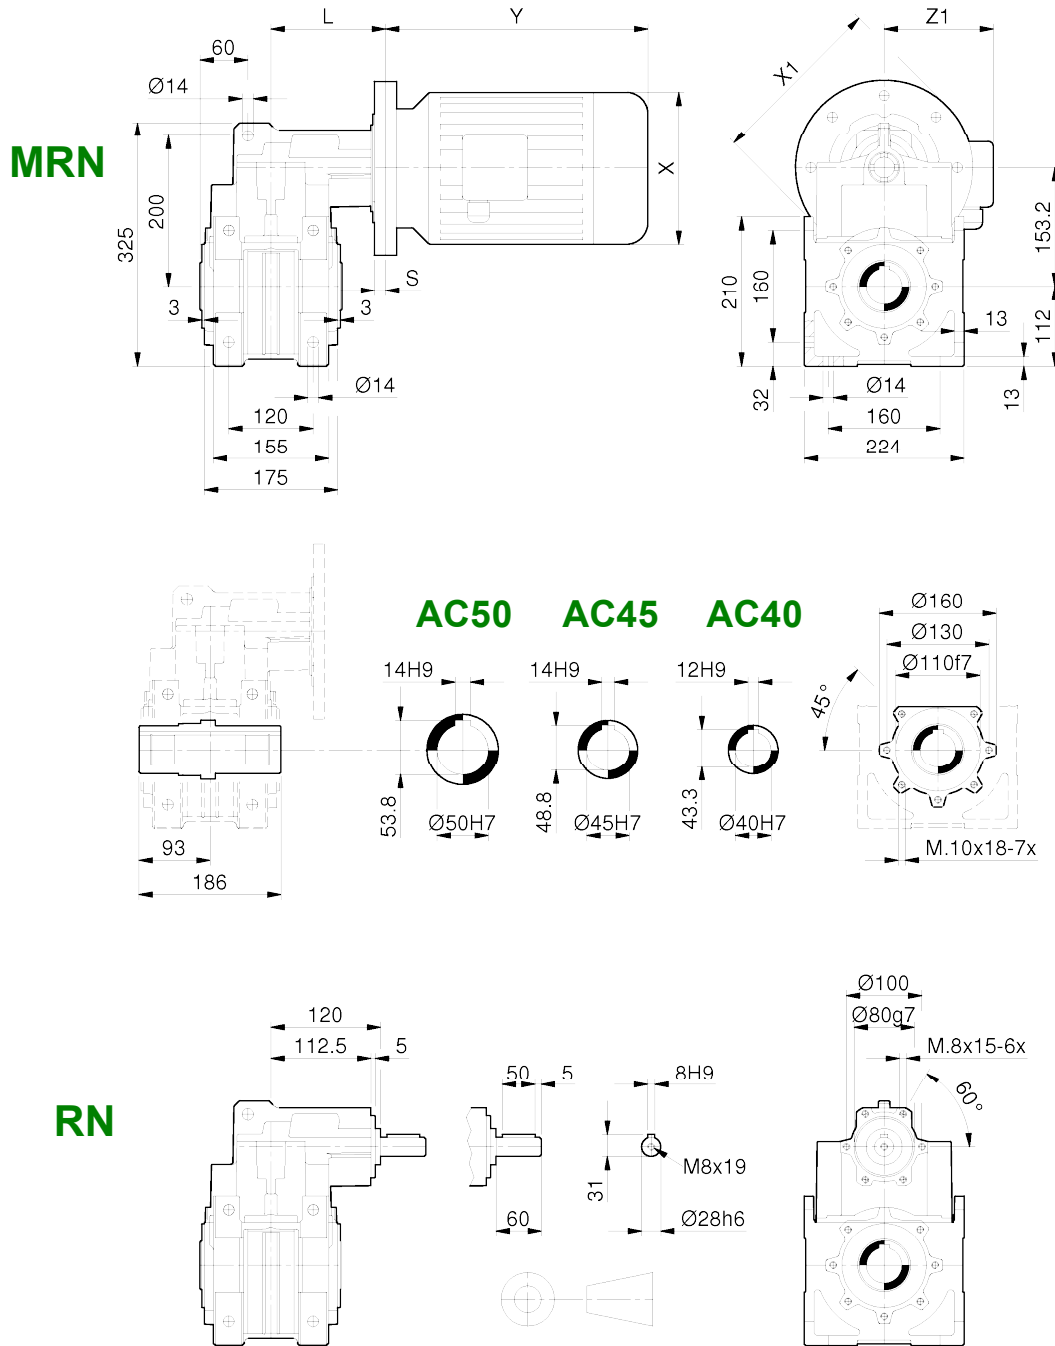 L
Y
60
Ø14
MRN
200
325
X
S
3
3
Ø14
120
155
175
X1
Z1
153.2
210
160
112
13
32
Ø14
13
160
224
AC50
AC45
AC40
14H9
14H9
12H9
53.8
48.8
43.3
Ø50H7
Ø45H7
Ø40H7
93
186
Ø160
Ø130
Ø110f7
45°
M.10x18-7x
RN
120
112.5
5
50
5
8H9
31
M8x19
60
Ø28h6
Ø100
Ø80g7
M.8x15-6x
60°